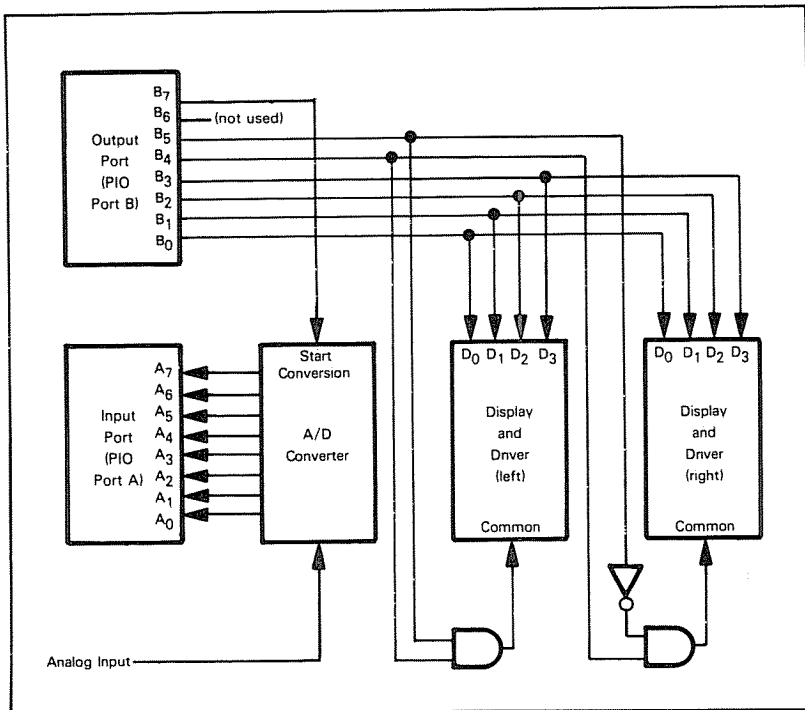 Output
Port
(PIO
Port B)
B7
B6
B5
B4
B3
B2
B1
B0
(not used)
Input
Port
(PIO
Port A)
A7
A6
A5
A4
A3
A2
A1
A0
Start
Conversion
A/D
Converter
D0 D1 D2 D3
Display
and
Driver
(left)
Common
D0 D1 D2 D3
Display
and
Driver
(right)
Common
Analog Input